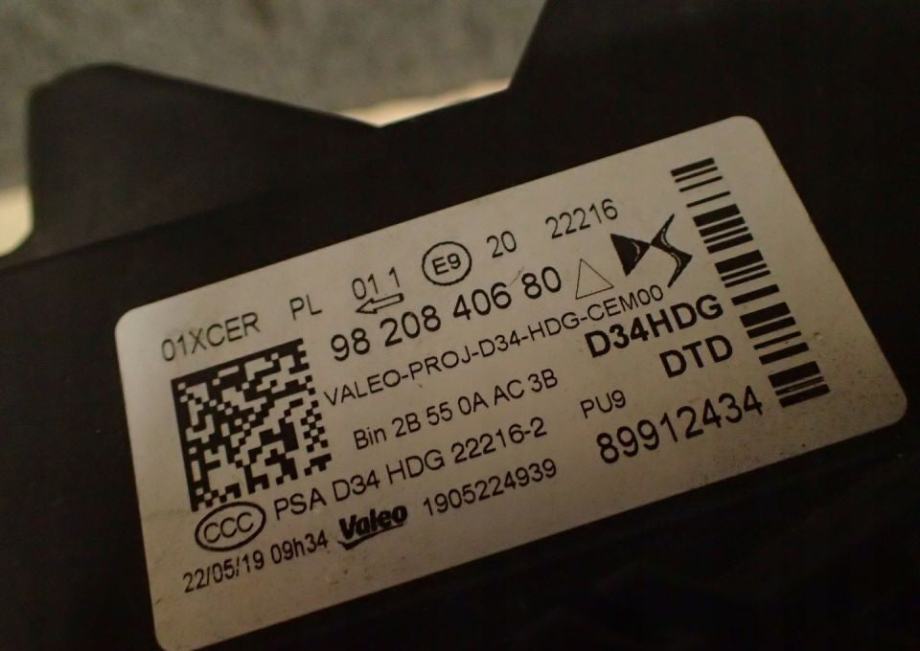 01XCER PL 01 1 E9 20 22216
98 208 406 80
VALEO-PROJ-D34-HDG-CEM00
D34HDG
Bin 2B 55 0A AC 3B DTD
PSA D34 HDG 22216-2 PU9
CCC 89912434
22/05/19 09h34 Valeo 1905224939